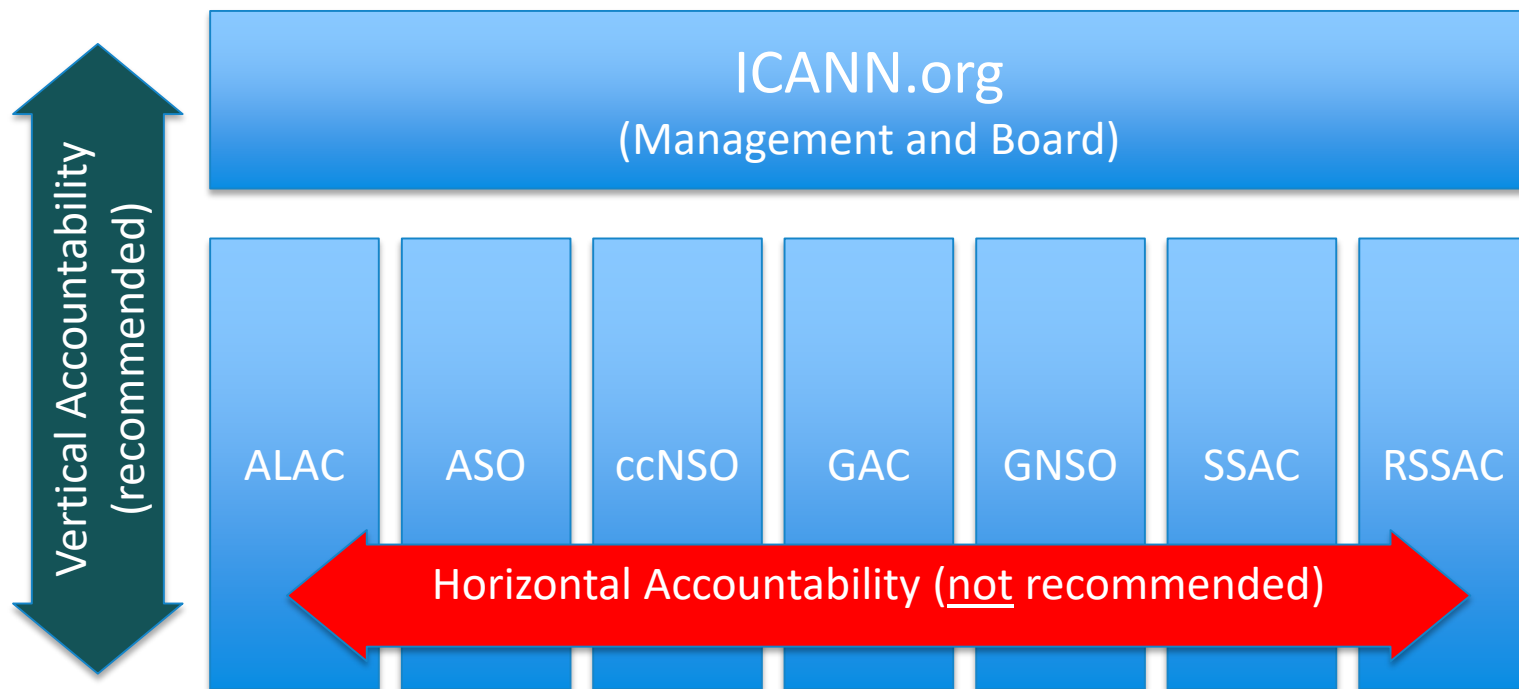 ICANN.org
(Management and Board)
Vertical Accountability
(recommended)
ALAC
ASO
ccNSO
GAC
GNSO
SSAC
RSSAC
Horizontal Accountability (not recommended)